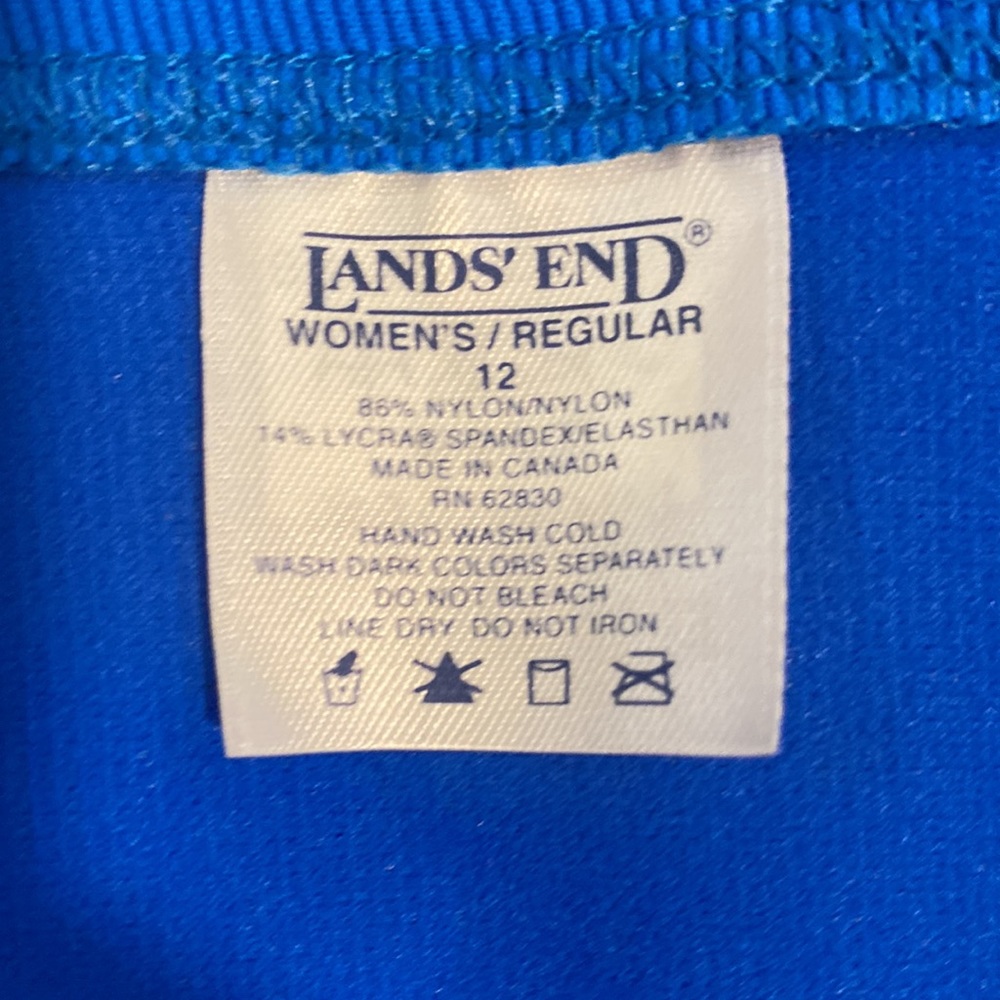 LANDS' END®
WOMEN'S / REGULAR
12
86% NYLON/NYLON
14% LYCRA® SPANDEX/ELASTHAN
MADE IN CANADA
RN 62830
HAND WASH COLD
WASH DARK COLORS SEPARATELY
DO NOT BLEACH
LINE DRY DO NOT IRON